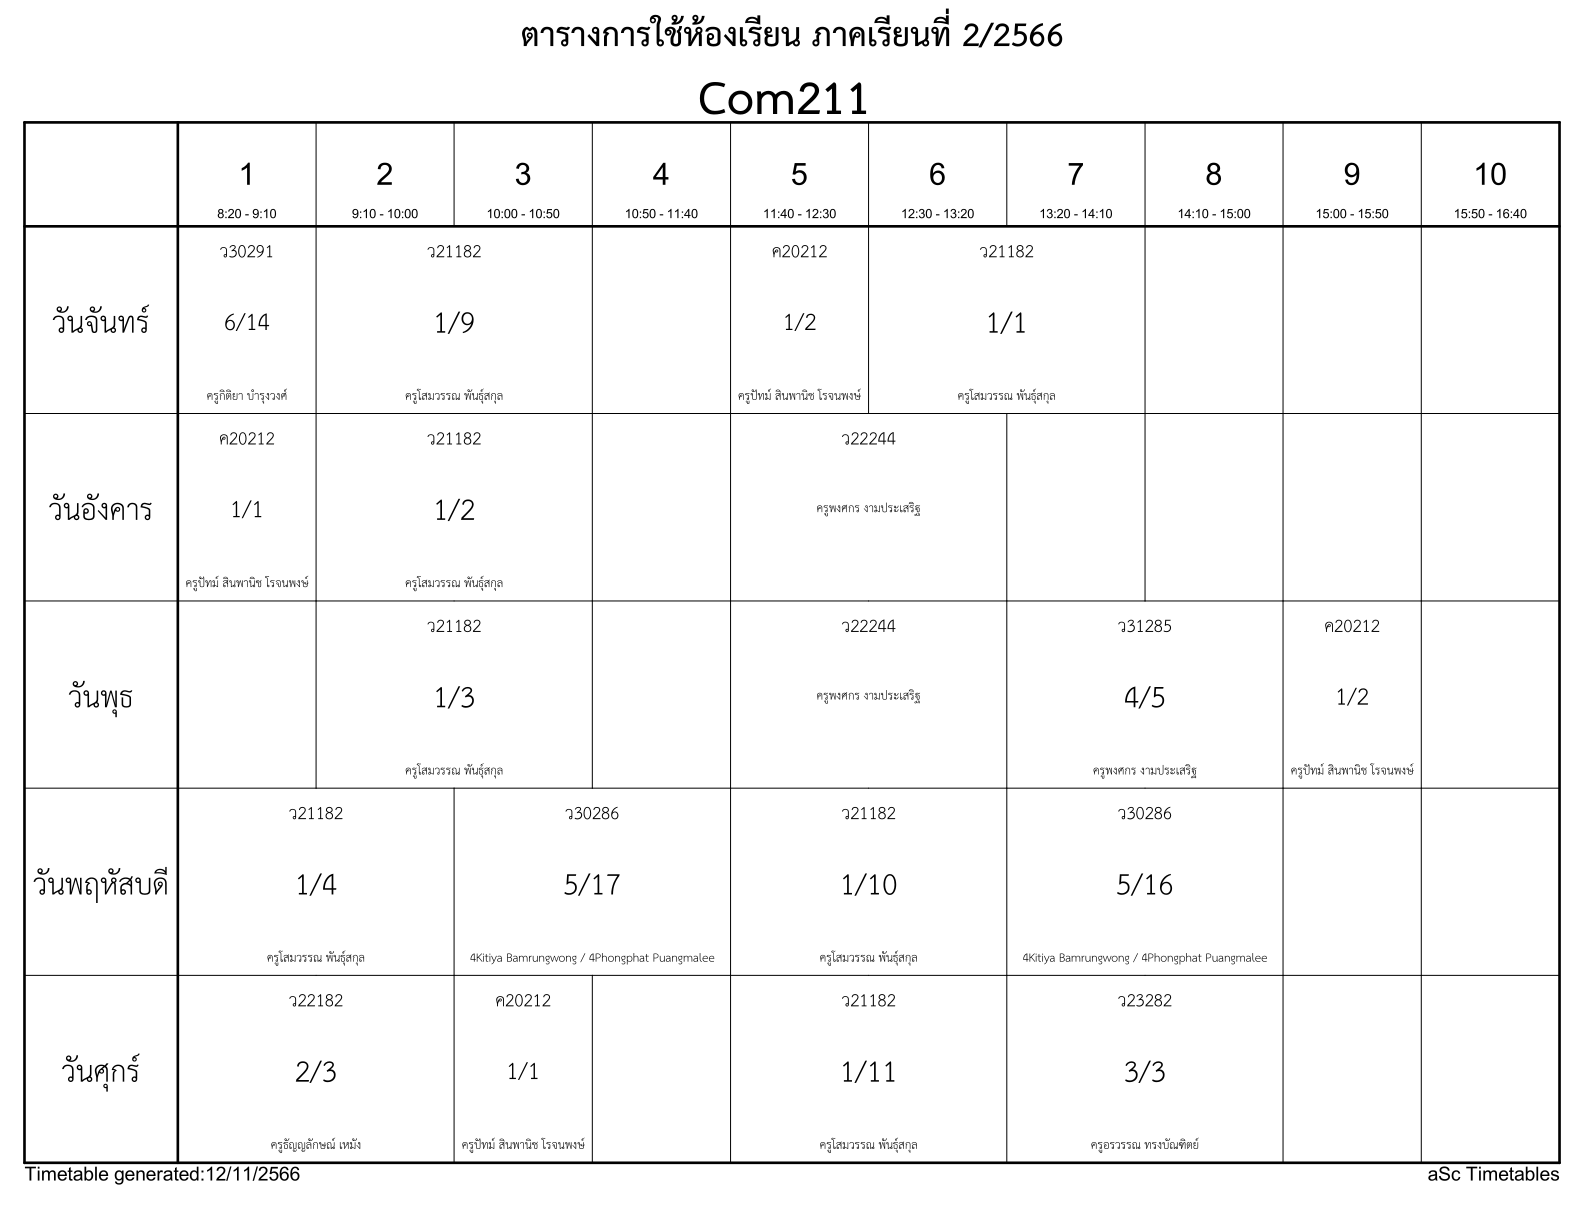 ตารางการใช้ห้องเรียน ภาคเรียนที่ 2/2566
Com211
1 2 3 4 5 6 7 8 9 10
8:20 - 9:10 9:10 - 10:00 10:00 - 10:50 10:50 - 11:40 11:40 - 12:30 12:30 - 13:20 13:20 - 14:10 14:10 - 15:00 15:00 - 15:50 15:50 - 16:40
ว30291 ว21182 ค20212 ว21182
วันจันทร์ 6/14 1/9 1/2 1/1
ครูกิติยา บำรุงวงศ์ ครูโสมวรรณ พันธุ์สกุล ครูปัทม์ สินพานิช โรจนพงษ์ ครูโสมวรรณ พันธุ์สกุล
ค20212 ว21182 ว22244
วันอังคาร 1/1 1/2 ครูพงศกร งามประเสริฐ
ครูปัทม์ สินพานิช โรจนพงษ์ ครูโสมวรรณ พันธุ์สกุล
ว21182 ว22244 ว31285 ค20212
วันพุธ 1/3 ครูพงศกร งามประเสริฐ 4/5 1/2
ครูโสมวรรณ พันธุ์สกุล ครูพงศกร งามประเสริฐ ครูปัทม์ สินพานิช โรจนพงษ์
ว21182 ว30286 ว21182 ว30286
วันพฤหัสบดี 1/4 5/17 1/10 5/16
ครูโสมวรรณ พันธุ์สกุล 4Kitiya Bamrungwong / 4Phongphat Puangmalee ครูโสมวรรณ พันธุ์สกุล 4Kitiya Bamrungwong / 4Phongphat Puangmalee
ว22182 ค20212 ว21182 ว23282
วันศุกร์ 2/3 1/1 1/11 3/3
ครูธัญญลักษณ์ เหมัง ครูปัทม์ สินพานิช โรจนพงษ์ ครูโสมวรรณ พันธุ์สกุล ครูอรวรรณ ทรงบัณฑิตย์
Timetable generated:12/11/2566 aSc Timetables